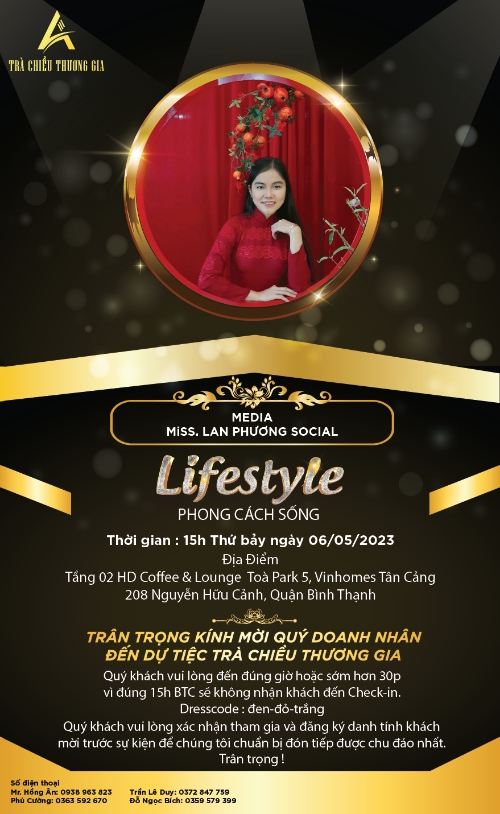 TRÀ CHIỀU THƯƠNG GIA
MEDIA
MiSS. LAN PHƯƠNG SOCIAL
Lifestyle
PHONG CÁCH SỐNG
Thời gian : 15h Thứ bảy ngày 06/05/2023
Địa Điểm
Tầng 02 HD Coffee & Lounge Toà Park 5, Vinhomes Tân Cảng
208 Nguyễn Hữu Cảnh, Quận Bình Thạnh
TRÂN TRỌNG KÍNH MỜI QUÝ DOANH NHÂN
ĐẾN DỰ TIỆC TRÀ CHIỀU THƯƠNG GIA
Quý khách vui lòng đến đúng giờ hoặc sớm hơn 30p
vì đúng 15h BTC sẽ không nhận khách đến Check-in.
Dresscode : đen-đỏ-trắng
Quý khách vui lòng xác nhận tham gia và đăng ký danh tính khách
mời trước sự kiện để chúng tôi chuẩn bị đón tiếp được chu đáo nhất.
Trân trọng !
Số điện thoại
Mr. Hồng Ân: 0938 963 823 Trần Lê Duy: 0372 847 759
Phú Cường: 0363 592 670 Đỗ Ngọc Bích: 0359 579 399